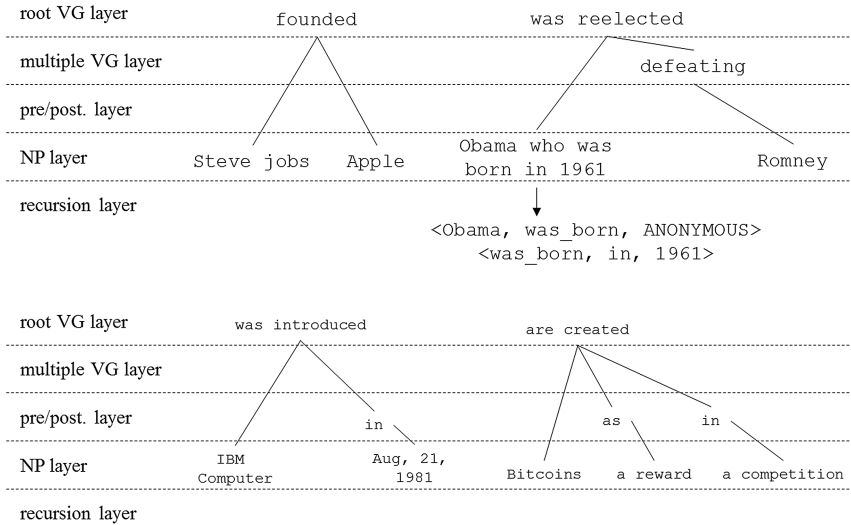 root VG layer
founded
was reelected
multiple VG layer
defeating
pre/post. layer
NP layer
Steve jobs
Apple
Obama who was
born in 1961
Romney
recursion layer
<Obama, was_born, ANONYMOUS>
<was_born, in, 1961>
root VG layer
was introduced
are created
multiple VG layer
pre/post. layer
in
as
in
NP layer
IBM
Computer
Aug, 21,
1981
Bitcoins
a reward
a competition
recursion layer